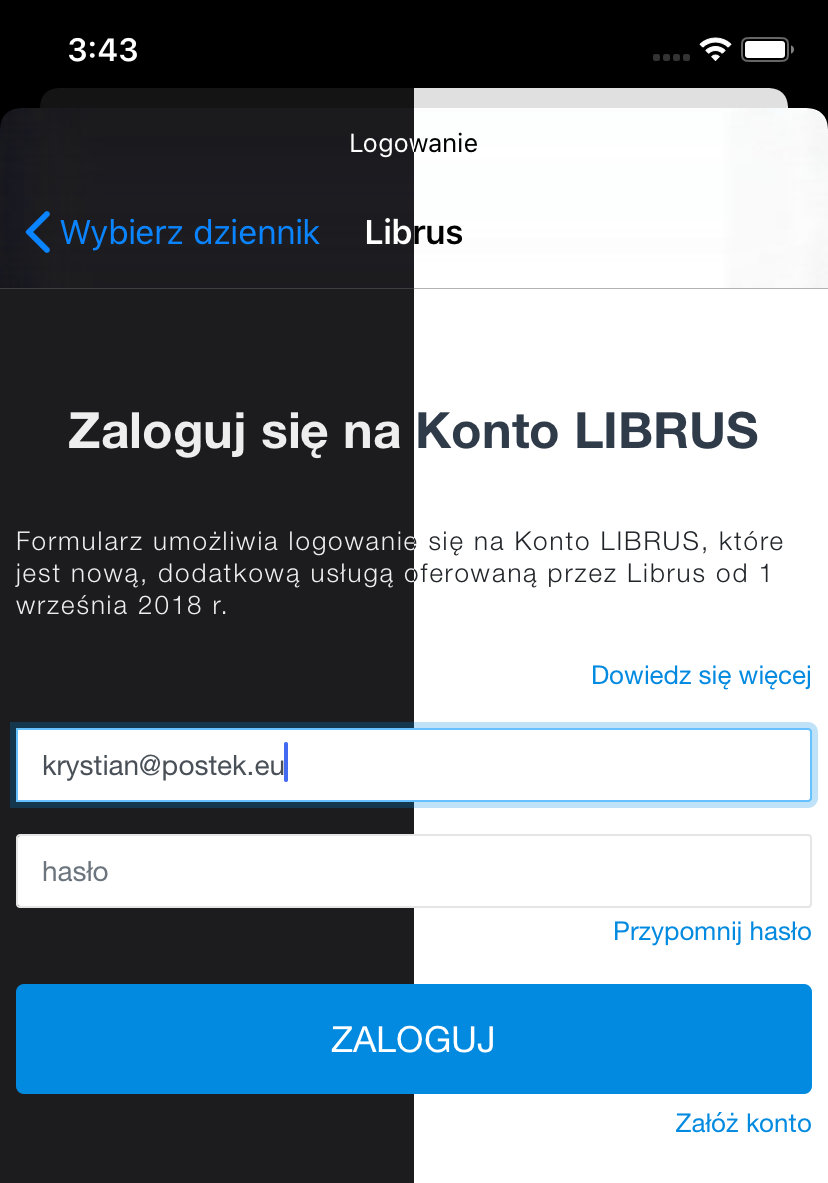 3:43
Logowanie
Wybierz dziennik Librus
Zaloguj się na Konto LIBRUS
Formularz umożliwia logowanie się na Konto LIBRUS, które
jest nową, dodatkową usługą oferowaną przez Librus od 1
września 2018 r.
Dowiedz się więcej
krystian@postek.eu
hasło
Przypomnij hasło
ZALOGUJ
Załóż konto